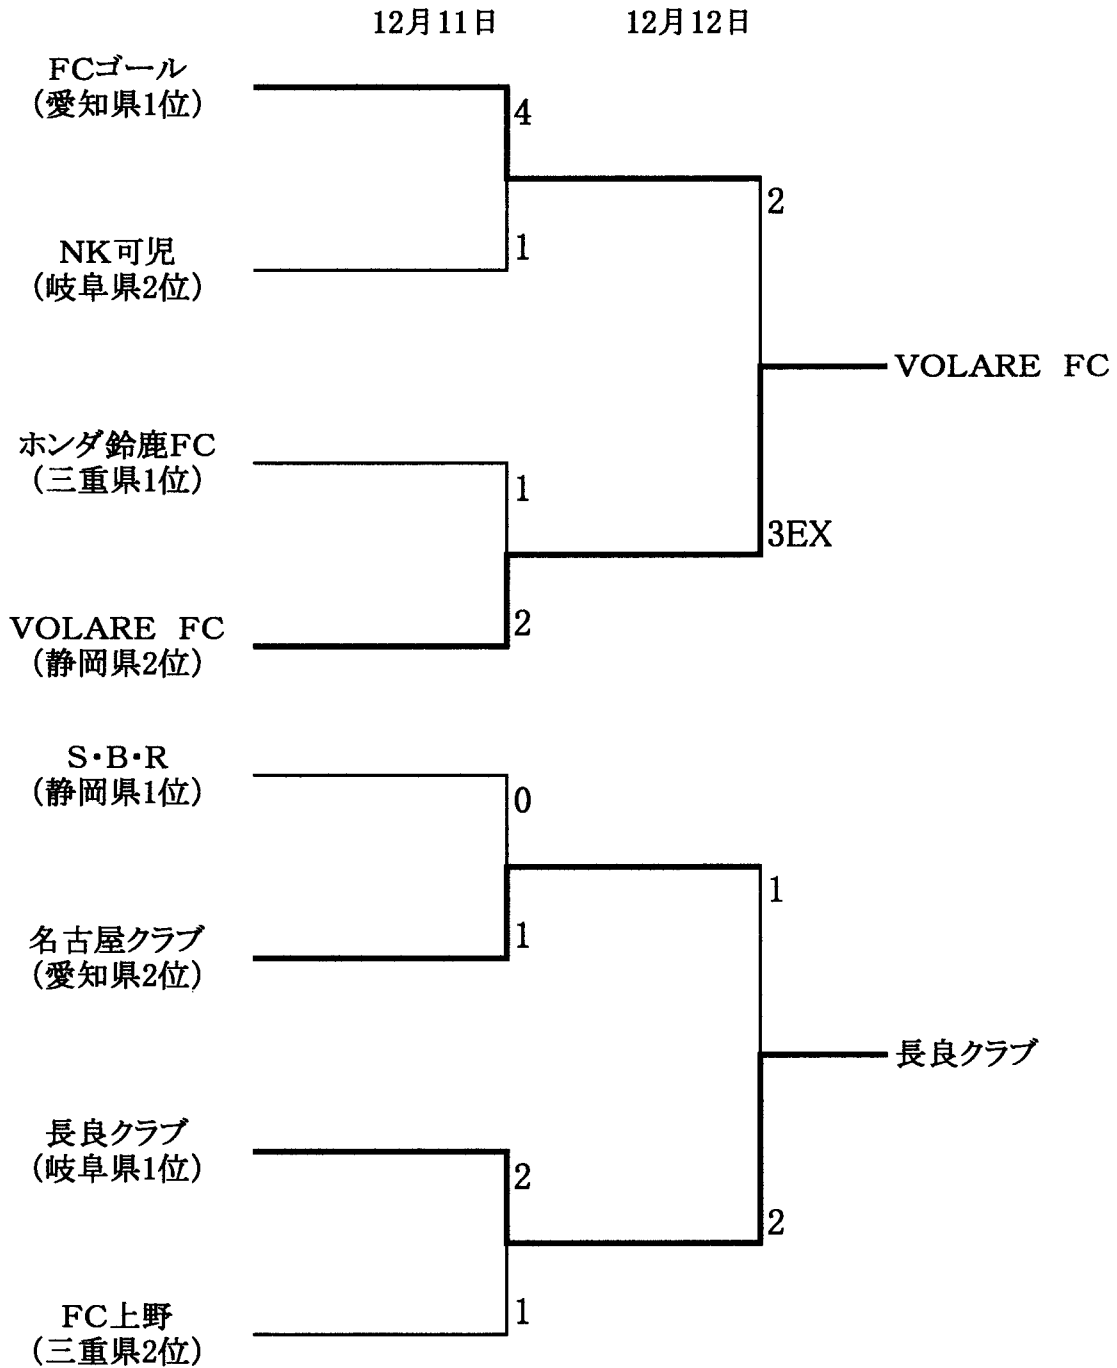 12月11日
12月12日
FCゴール
(愛知県1位)
4
2
NK可児
(岐阜県2位)
1
VOLARE FC
ホンダ鈴鹿FC
(三重県1位)
1
3EX
VOLARE FC
(静岡県2位)
2
S・B・R
(静岡県1位)
0
1
名古屋クラブ
(愛知県2位)
1
長良クラブ
長良クラブ
(岐阜県1位)
2
2
FC上野
(三重県2位)
1